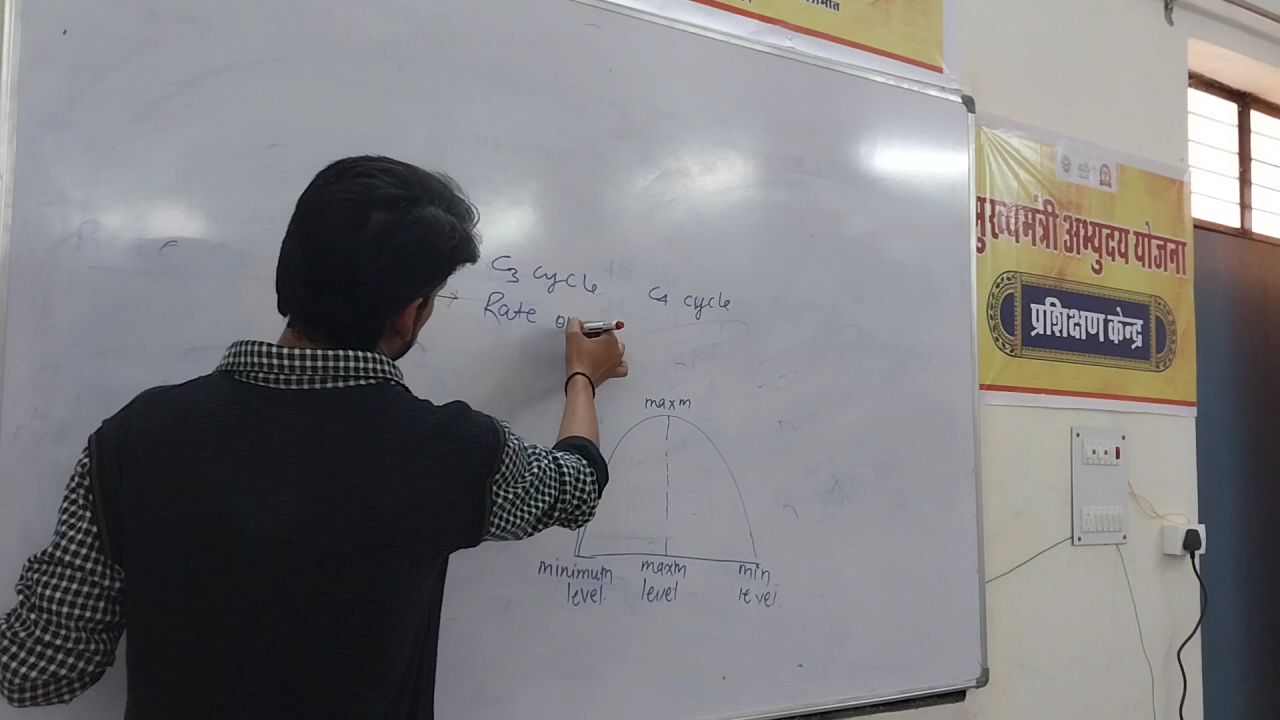 C3 cycle
C4 cycle
Rate
maxm
minimum level
maxm level
min level.
मुख्यमंत्री अभ्युदय योजना
प्रशिक्षण केन्द्र